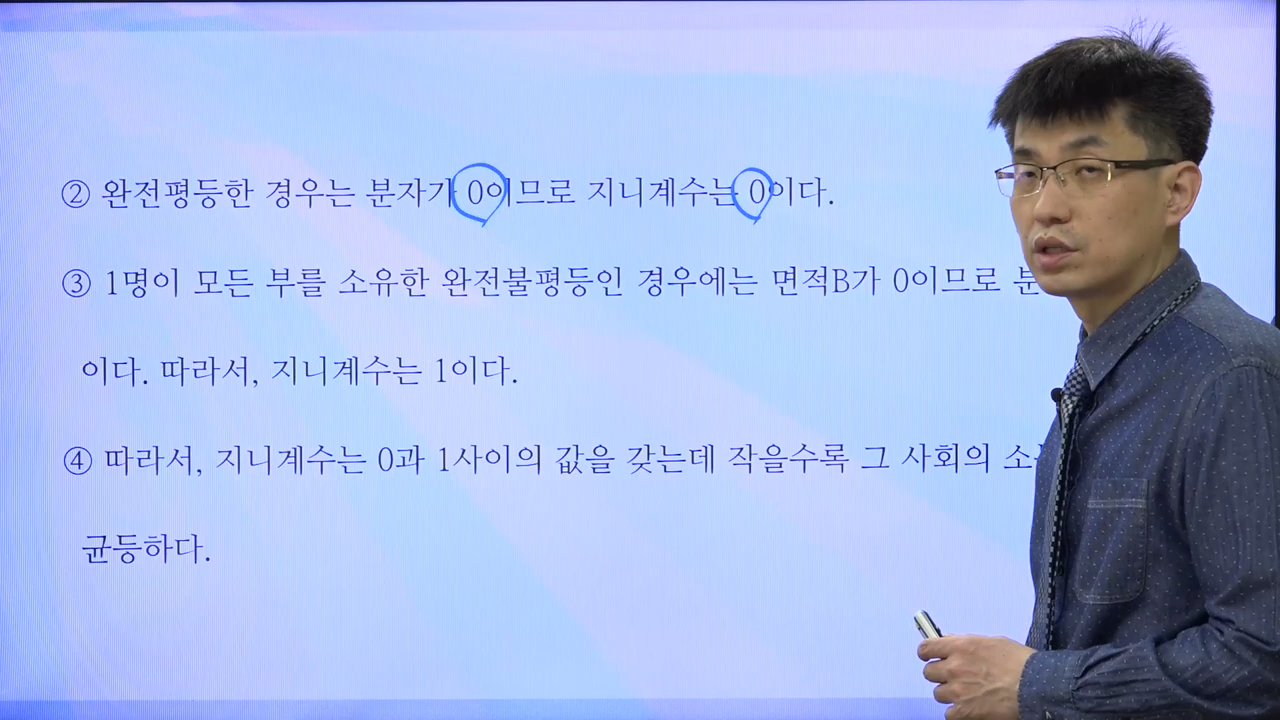 ② 완전평등한 경우는 분자가 0이므로 지니계수는 0이다.
③ 1명이 모든 부를 소유한 완전불평등인 경우에는 면적B가 0이므로
이다. 따라서, 지니계수는 1이다.
④ 따라서, 지니계수는 0과 1사이의 값을 갖는데 작을수록 그 사회의
균등하다.